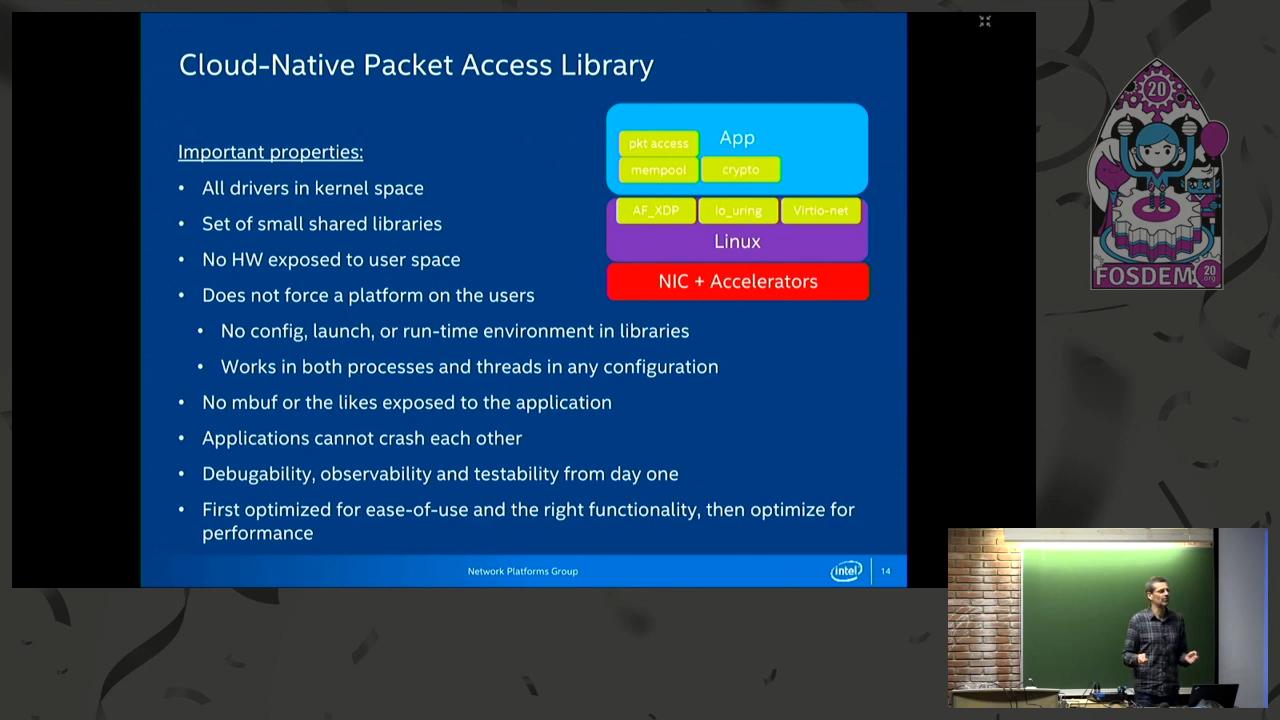 Cloud-Native Packet Access Library
Important properties:
• All drivers in kernel space
• Set of small shared libraries
• No HW exposed to user space
• Does not force a platform on the users
• No config, launch, or run-time environment in libraries
• Works in both processes and threads in any configuration
• No mbuf or the likes exposed to the application
• Applications cannot crash each other
• Debugability, observability and testability from day one
• First optimized for ease-of-use and the right functionality, then optimize for
performance
App
pkt access
mempool
crypto
AF_XDP
Io_uring
Virtio-net
Linux
NIC + Accelerators
Network Platforms Group
intel
14
20
FOSDEM
20
.org